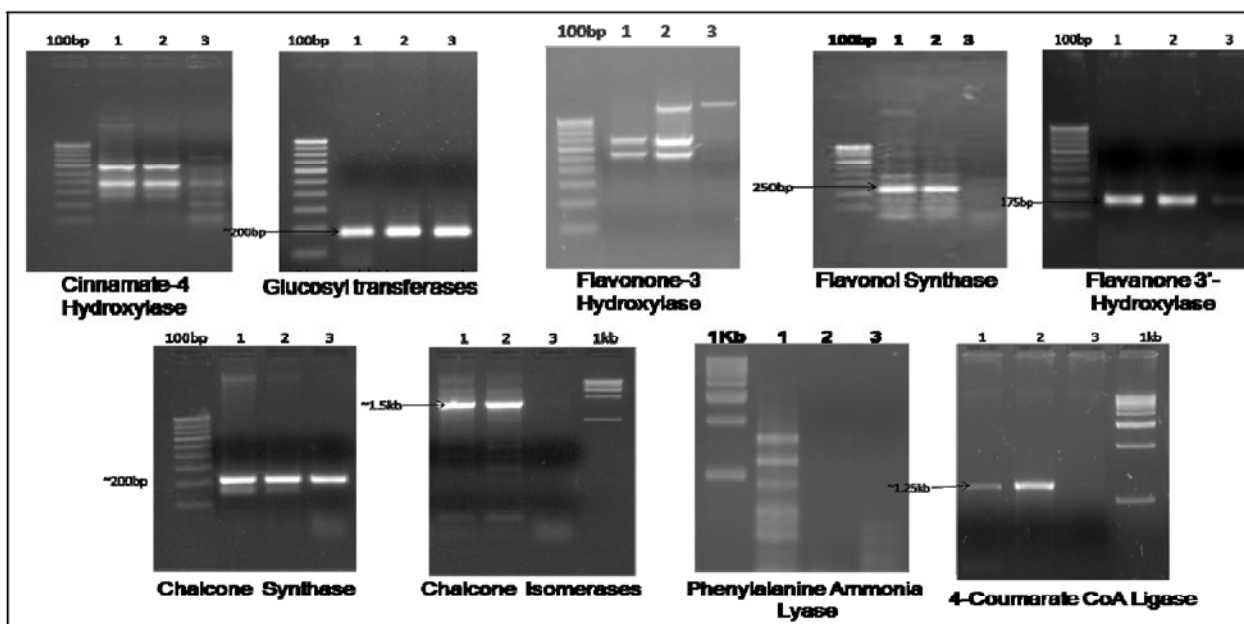 100bp 1 2 3
100bp 1 2 3
100bp 1 2 3
100bp 1 2 3
100bp 1 2 3
~200bp
250bp
175bp
Cinnamate-4
Hydroxylase
Glucosyl transferases
Flavonone-3
Hydroxylase
Flavonol Synthase
Flavanone 3'-
Hydroxylase
100bp 1 2 3
1 2 3 1kb
1Kb 1 2 3
1 2 3 1kb
~200bp
~1.5kb
~1.25kb
Chalcone Synthase
Chalcone Isomerases
Phenylalanine Ammonia
Lyase
4-Coumarate CoA Ligase